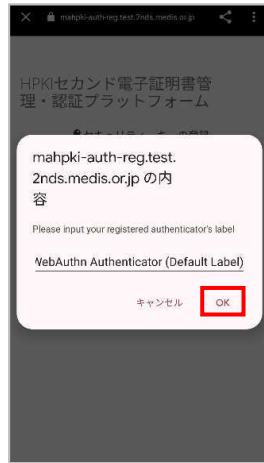 mahpki-auth-reg.test.2nds.medis.or.jp
HPKIセカンド電子証明書管
理・認証プラットフォーム
mahpki-auth-reg.test.
2nds.medis.or.jp の内
容
Please input your registered authenticator's label
WebAuthn Authenticator (Default Label)
キャンセル
OK